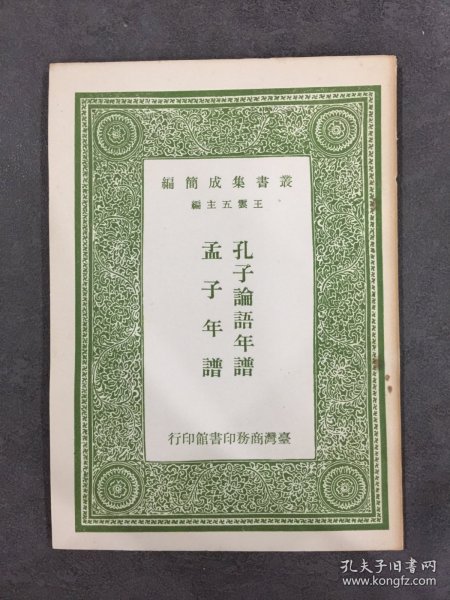 叢書集成簡編
王雲五主編
孔子論語年譜
孟子年譜
臺灣商務印書館印行
孔夫子旧书网
www.kongfz.com